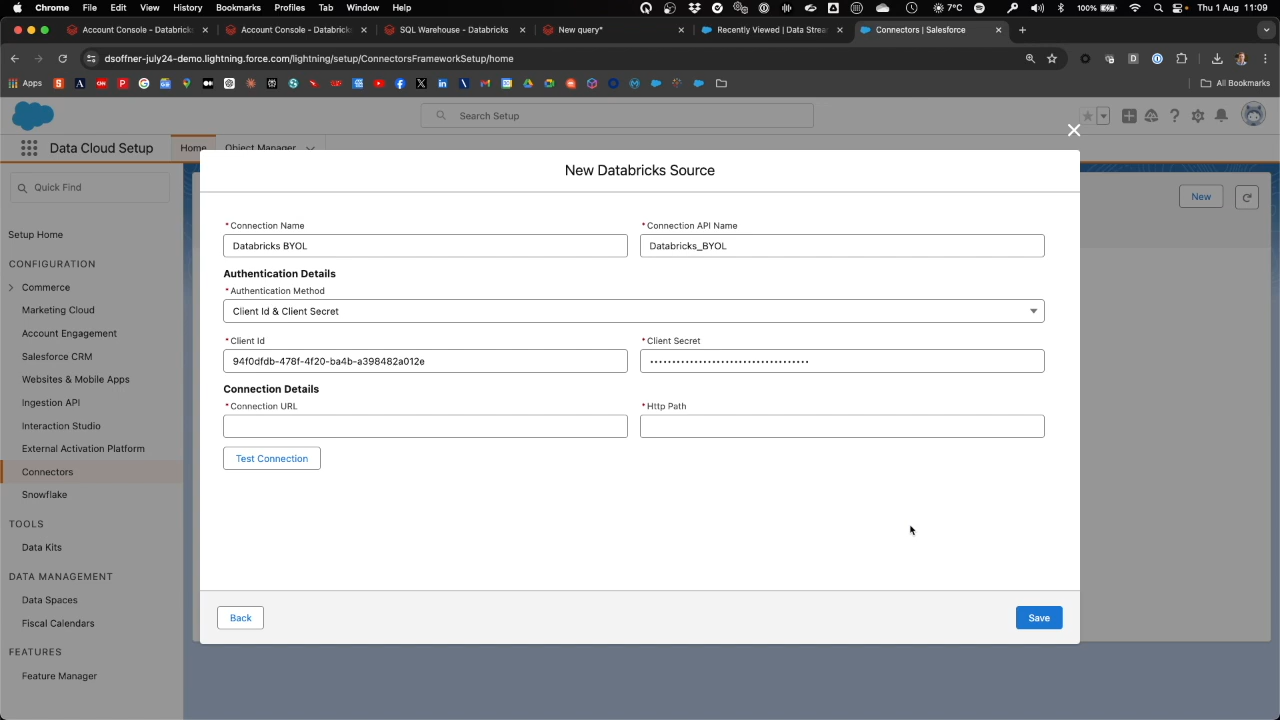 Chrome File Edit View History Bookmarks Profiles Tab Window Help 7°C 100% Thu 1 Aug 11:09
Account Console - Databrick Account Console - Databrick SQL Warehouse - Databricks New query* Recently Viewed | Data Strea Connectors | Salesforce
dsoffner-july24-demo.lightning.force.com/lightning/setup/ConnectorsFrameworkSetup/home
Apps All Bookmarks
Search Setup
Data Cloud Setup Home Object Manager
New Databricks Source
Quick Find
New
Setup Home
CONFIGURATION
Commerce
Marketing Cloud
Account Engagement
Salesforce CRM
Websites & Mobile Apps
Ingestion API
Interaction Studio
External Activation Platform
Connectors
Snowflake
TOOLS
Data Kits
DATA MANAGEMENT
Data Spaces
Fiscal Calendars
FEATURES
Feature Manager
* Connection Name * Connection API Name
Databricks BYOL Databricks_BYOL
Authentication Details
* Authentication Method
Client Id & Client Secret
* Client Id * Client Secret
94f0dfdb-478f-4f20-ba4b-a398482a012e ••••••••••••••••••••••••••••••••••••
Connection Details
* Connection URL * Http Path
Test Connection
Back Save